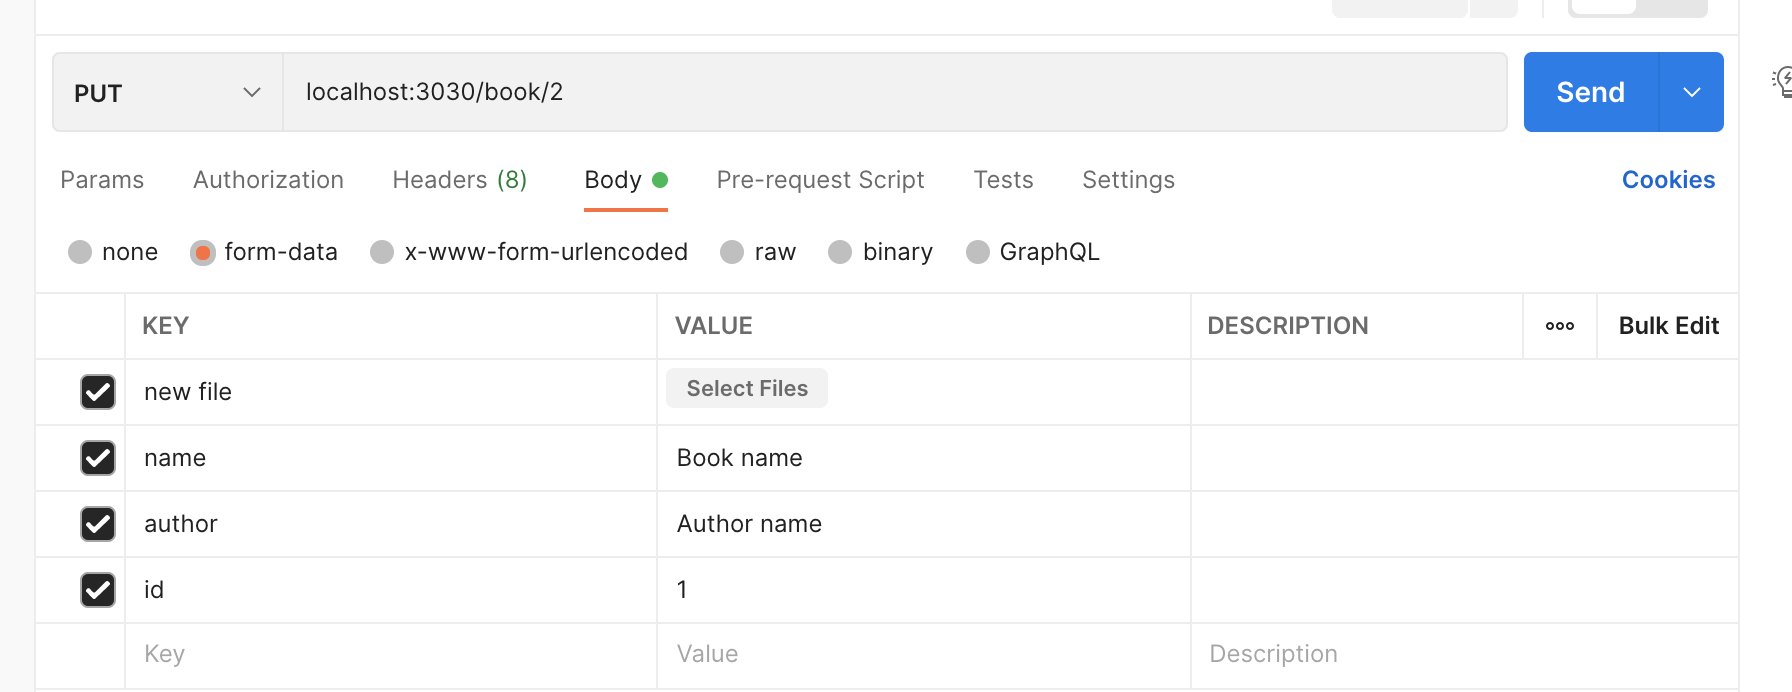 PUT localhost:3030/book/2 Send
Params Authorization Headers (8) Body Pre-request Script Tests Settings Cookies
none form-data x-www-form-urlencoded raw binary GraphQL
KEY VALUE DESCRIPTION Bulk Edit
new file Select Files
name Book name
author Author name
id 1
Key Value Description